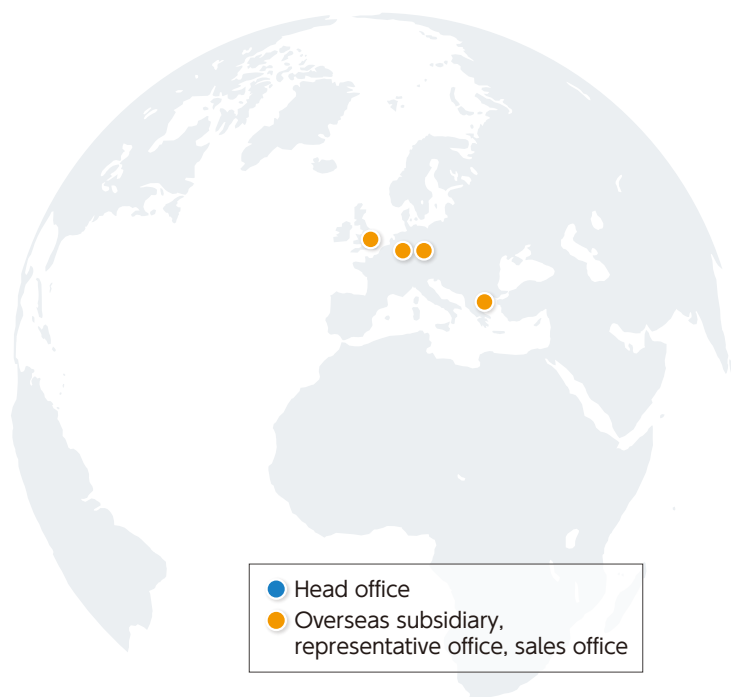 Head office
Overseas subsidiary,
representative office, sales office